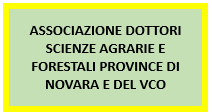 ASSOCIAZIONE DOTTORI
SCIENZE AGRARIE E
FORESTALI PROVINCE DI
NOVARA E DEL VCO